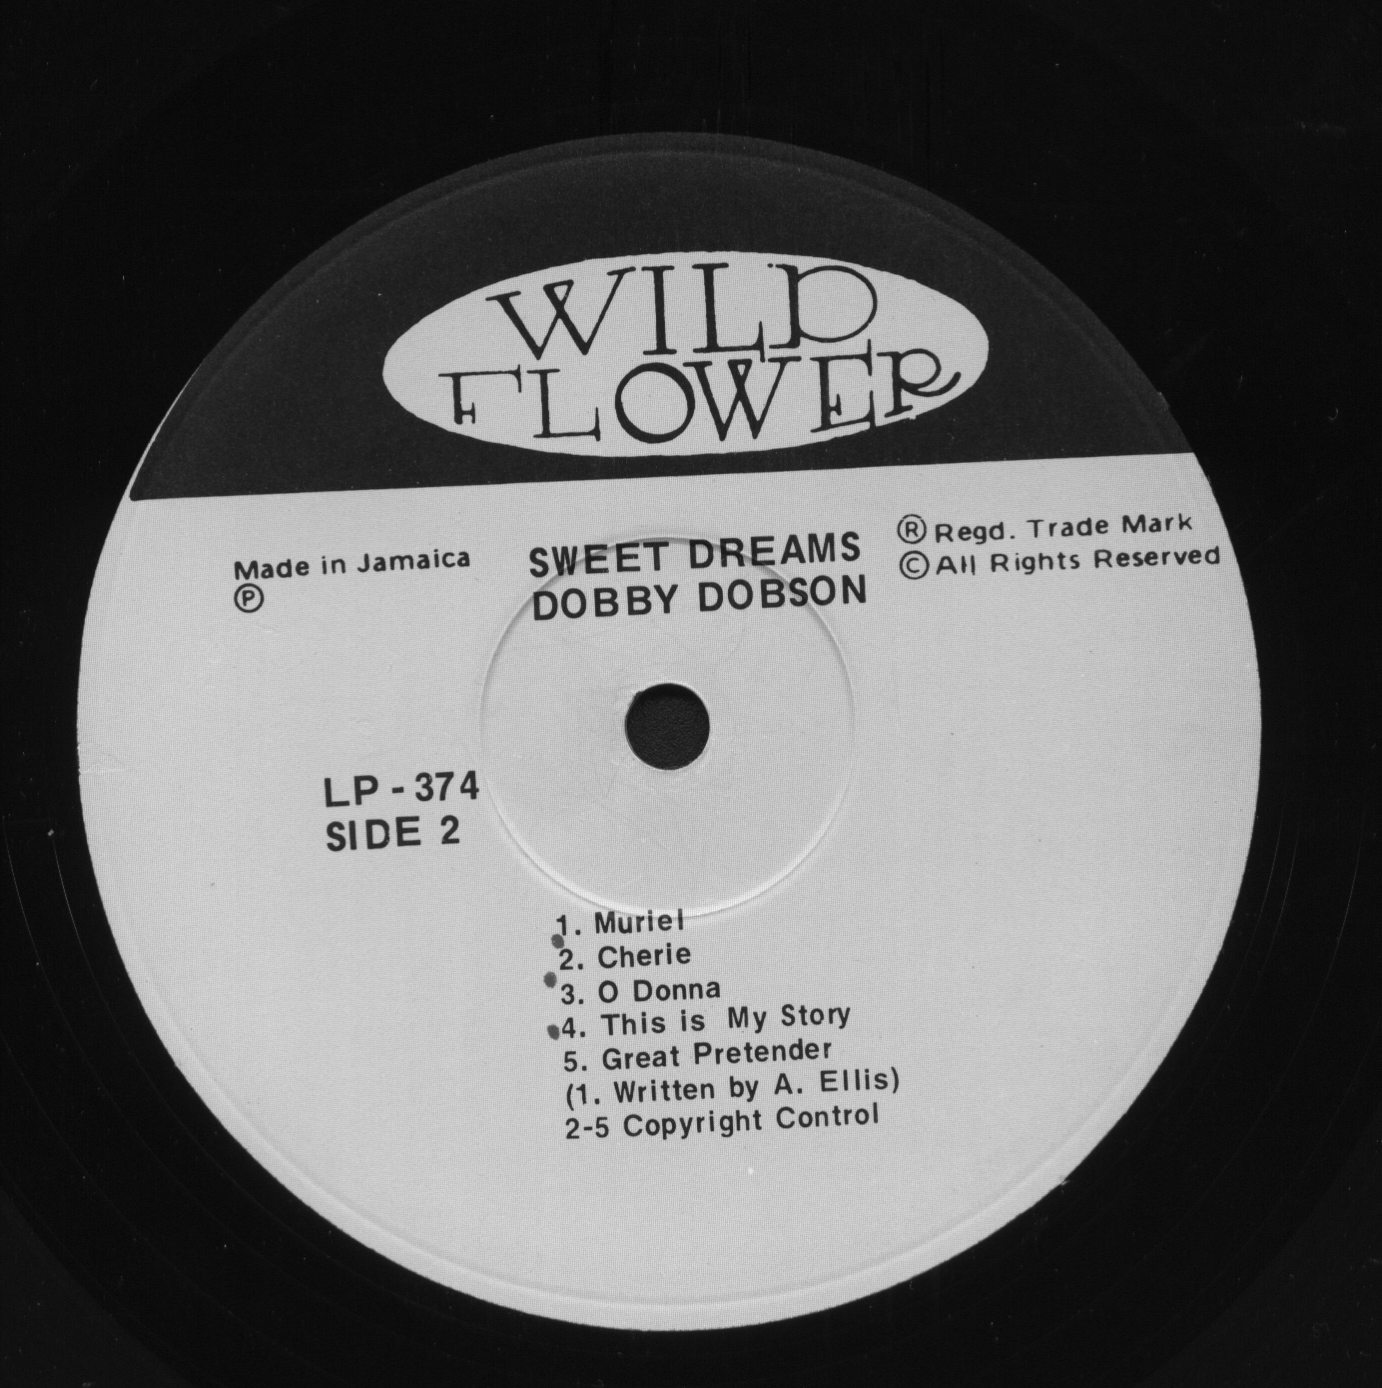 WILD
FLOWER
Made in Jamaica
Ⓟ
SWEET DREAMS
DOBBY DOBSON
® Regd. Trade Mark
© All Rights Reserved
LP - 374
SIDE 2
1. Muriel
2. Cherie
3. O Donna
4. This is My Story
5. Great Pretender
(1. Written by A. Ellis)
2-5 Copyright Control